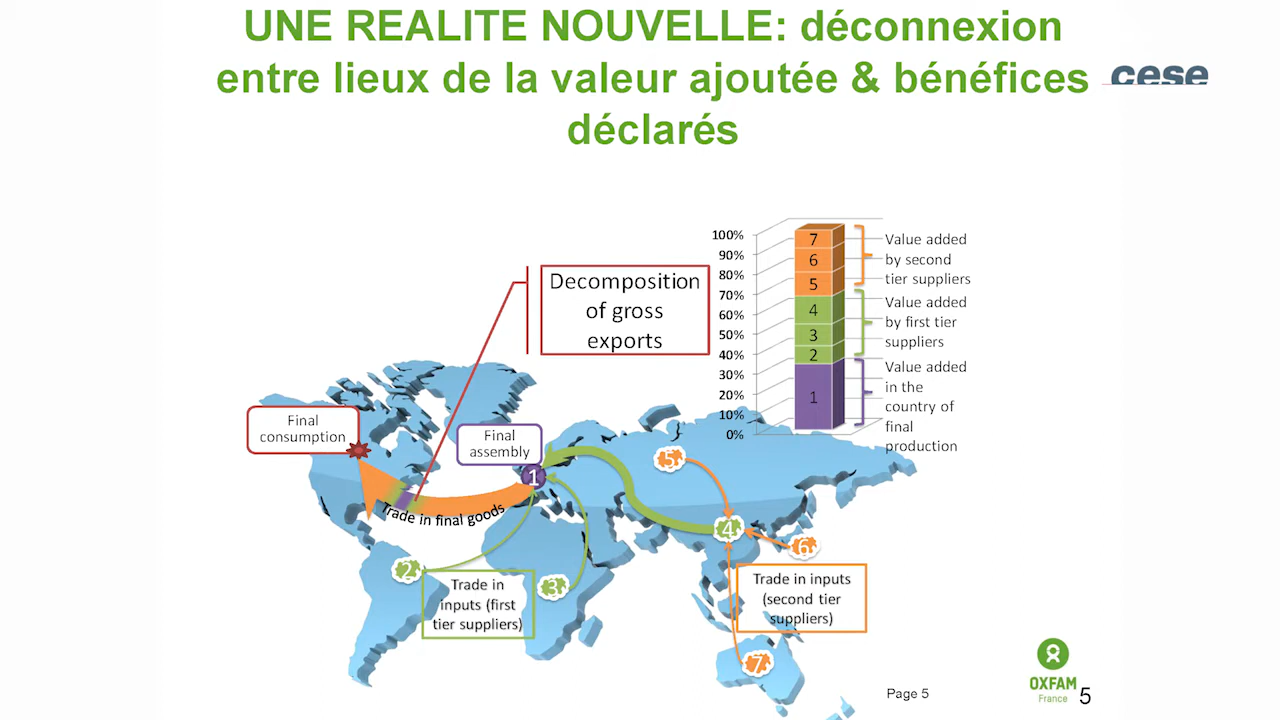 UNE REALITE NOUVELLE: déconnexion
entre lieux de la valeur ajoutée & bénéfices
déclarés
cese
Decomposition
of gross
exports
100%
90%
80%
70%
60%
50%
40%
30%
20%
10%
0%
7
6
5
4
3
2
1
Value added
by second
tier suppliers
Value added
by first tier
suppliers
Value added
in the
country of
final
production
Final
consumption
Final
assembly
1
Trade in final goods
2
3
4
5
6
7
Trade in
inputs (first
tier suppliers)
Trade in inputs
(second tier
suppliers)
OXFAM
France
Page 5
5